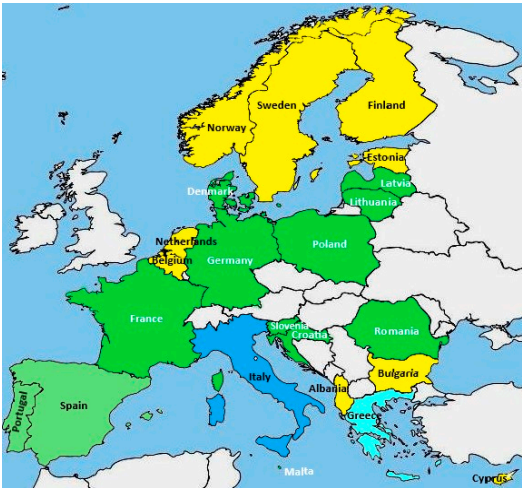 Sweden
Finland
Norway
Estonia
Latvia
Denmark
Lithuania
Netherlands
Poland
Belgium
Germany
France
Slovenia
Romania
Croatia
Italy
Bulgaria
Albania
Portugal
Spain
Greece
Malta
Cyprus